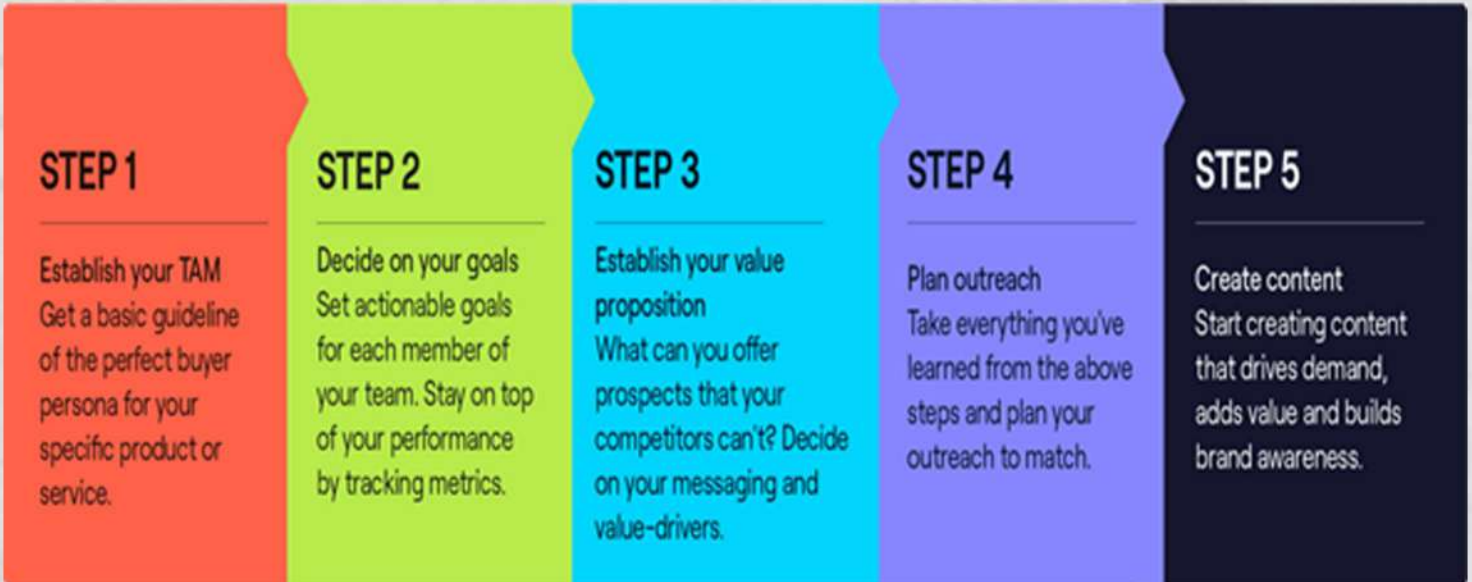 STEP 1
Establish your TAM
Get a basic guideline
of the perfect buyer
persona for your
specific product or
service.
STEP 2
Decide on your goals
Set actionable goals
for each member of
your team. Stay on top
of your performance
by tracking metrics.
STEP 3
Establish your value
proposition
What can you offer
prospects that your
competitors can't? Decide
on your messaging and
value-drivers.
STEP 4
Plan outreach
Take everything you've
learned from the above
steps and plan your
outreach to match.
STEP 5
Create content
Start creating content
that drives demand,
adds value and builds
brand awareness.